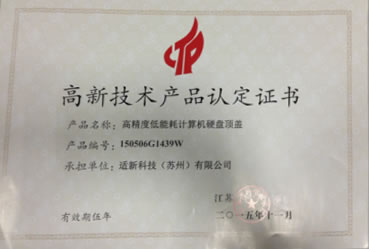 高新技术产品认定证书
产品名称：高精度低能耗计算机硬盘顶盖
产品编号：150506G1439W
承担单位：适新科技（苏州）有限公司
江苏
有效期伍年
二〇一五年十一月